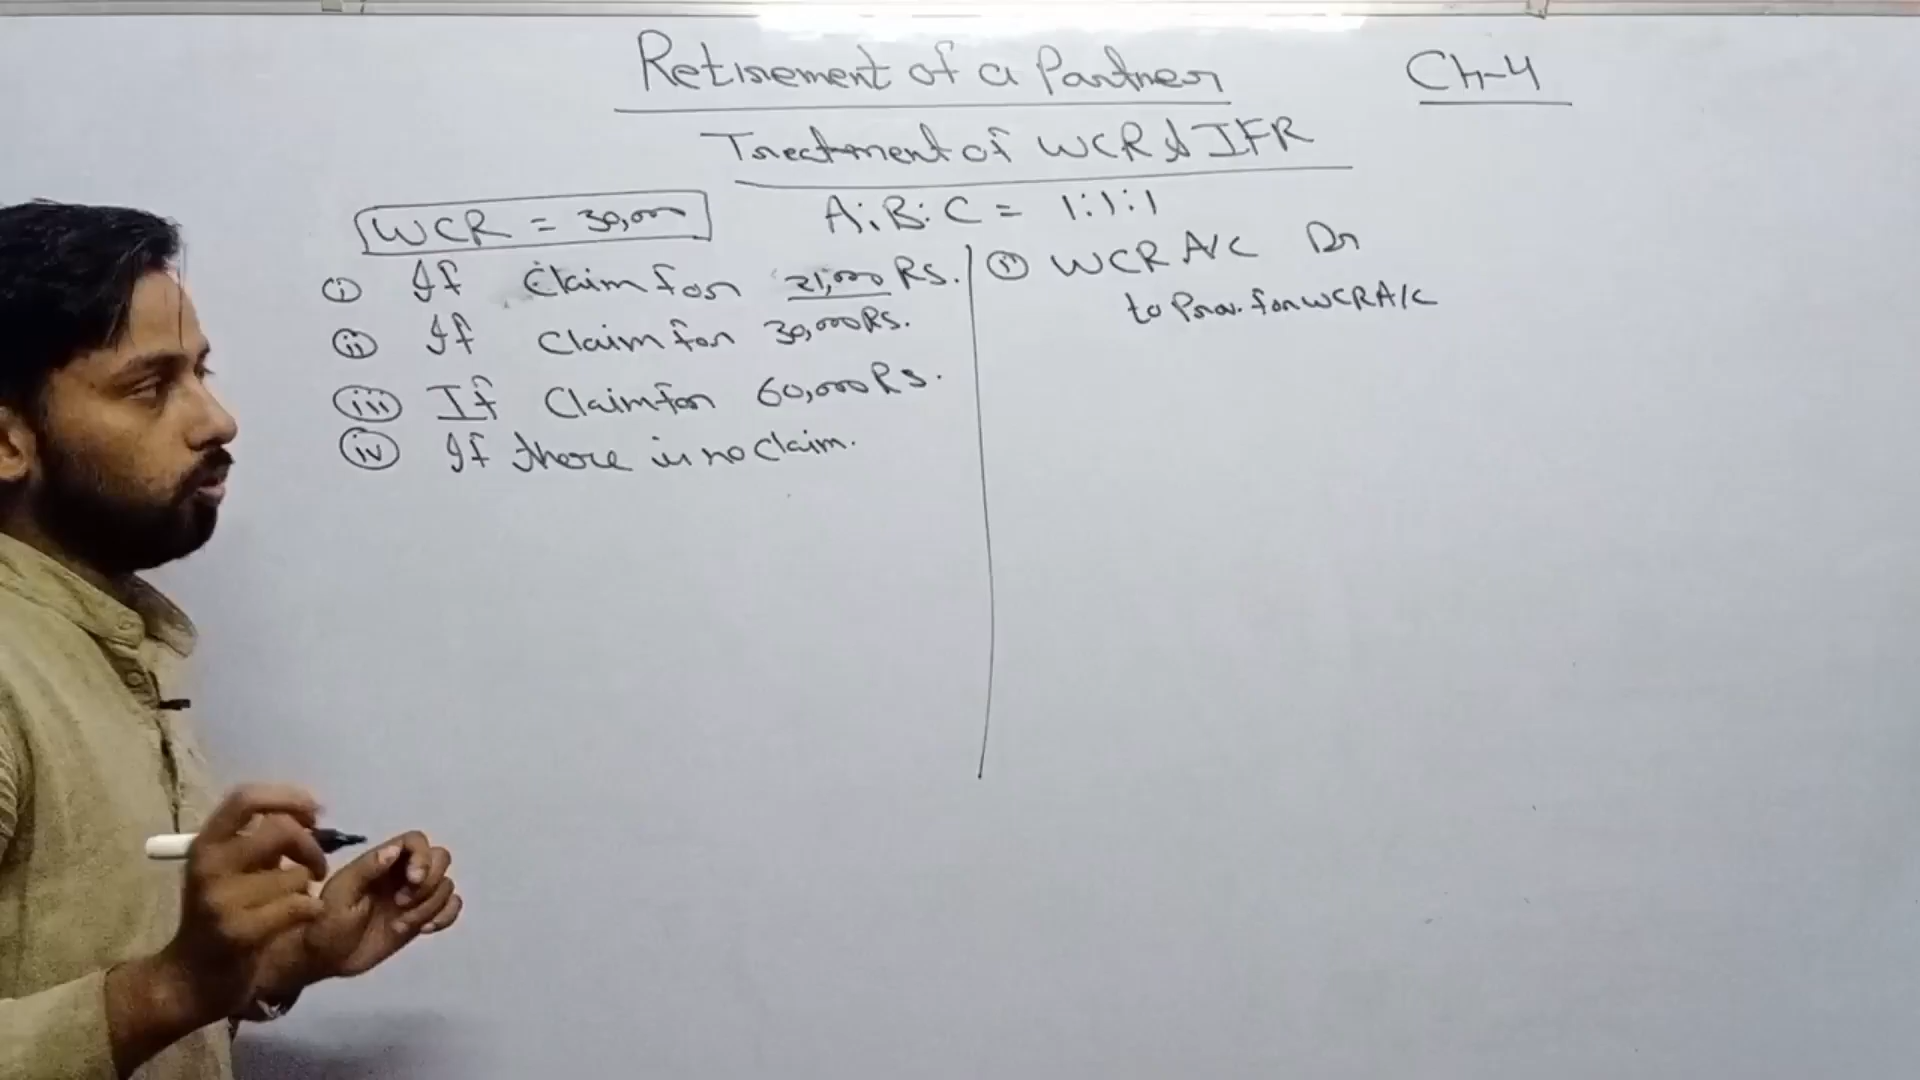 Retirement of a Partner
Ch-4
Treatment of WCR & IFR
WCR = 30,000
A:B:C = 1:1:1
(i) If Claim for 21,000 RS.
(ii) If Claim for 30,000 RS.
(iii) If Claim for 60,000 RS.
(iv) If there is no claim.
(ii) WCR A/C Dr
to Prov. for WCR A/C